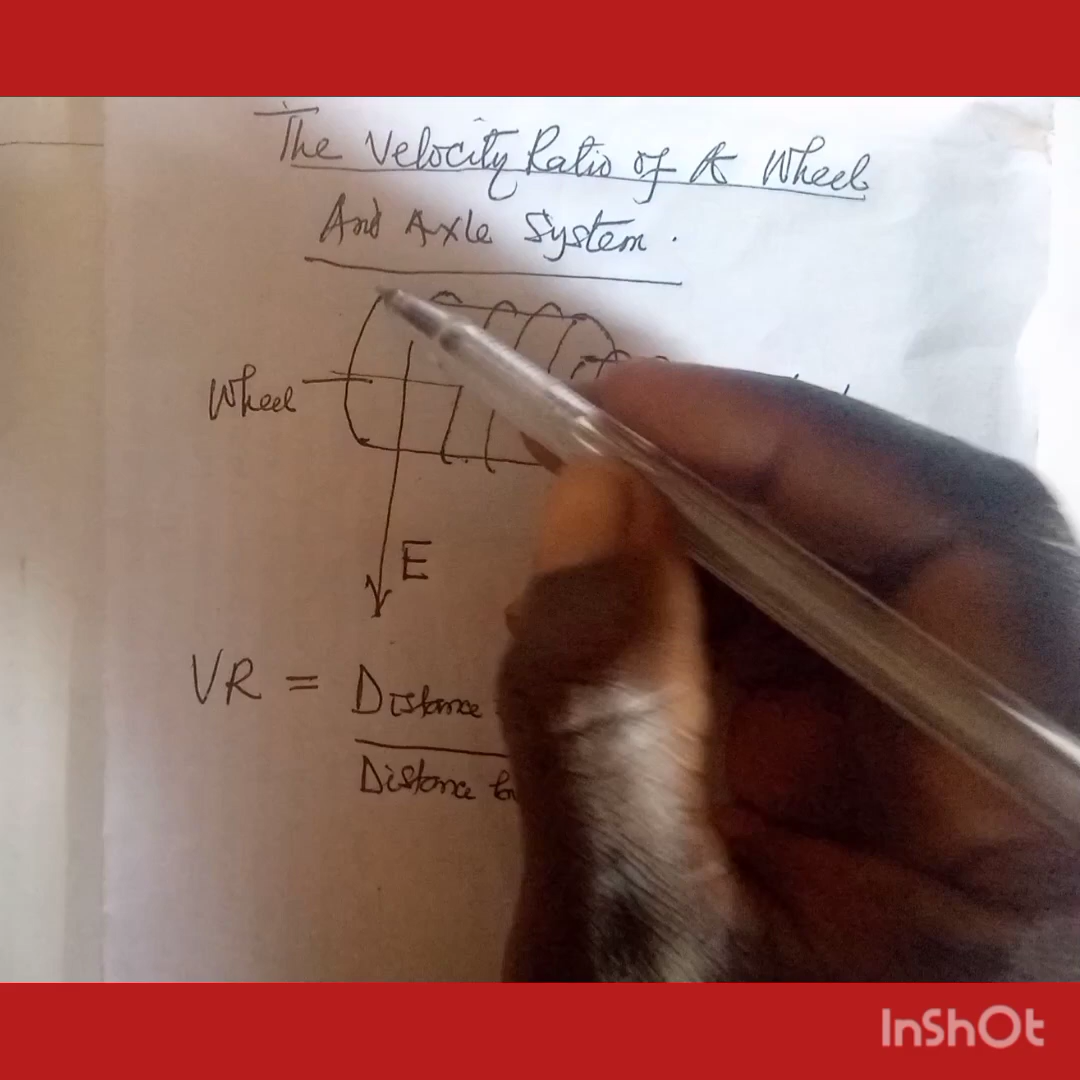 The Velocity Ratio of A Wheel
And Axle System.
Wheel
E
VR = Distance
Distance
InShOt